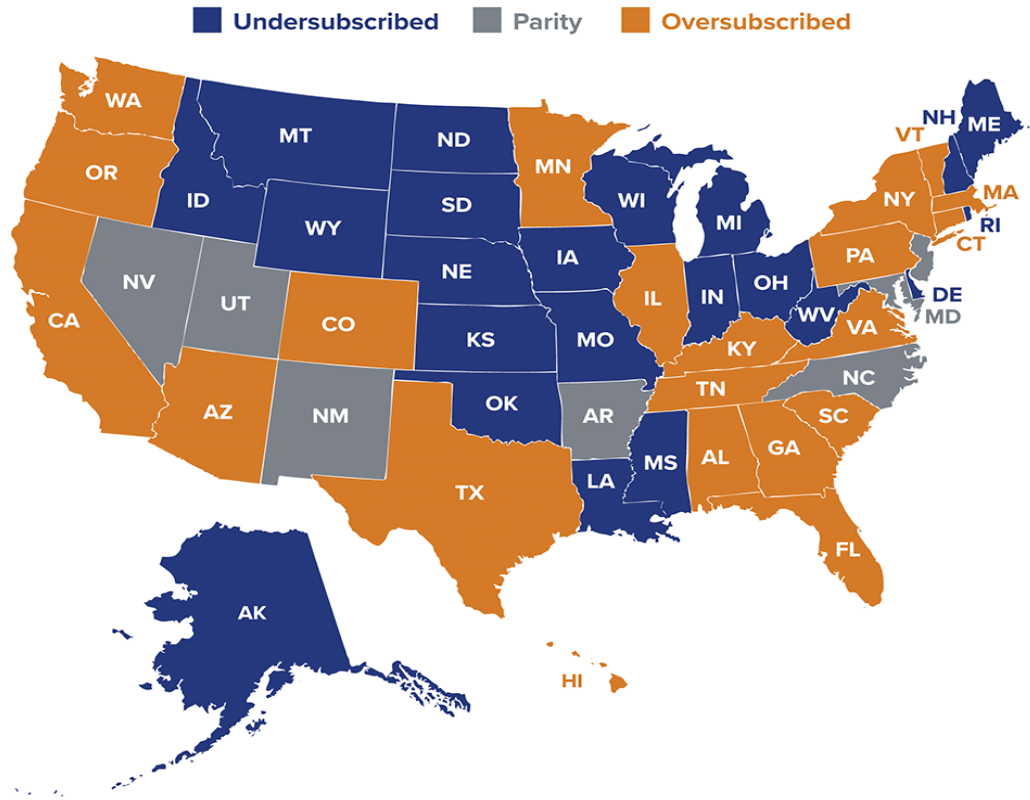 Undersubscribed Parity Oversubscribed
WA
MT
ND
MN
OR
ID
WY
SD
WI
MI
NH
ME
VT
NY
MA
RI
CT
NV
UT
CO
NE
IA
IL
IN
OH
PA
DE
MD
CA
KS
MO
WV
VA
KY
AZ
NM
OK
AR
TN
NC
SC
TX
LA
MS
AL
GA
FL
AK
HI